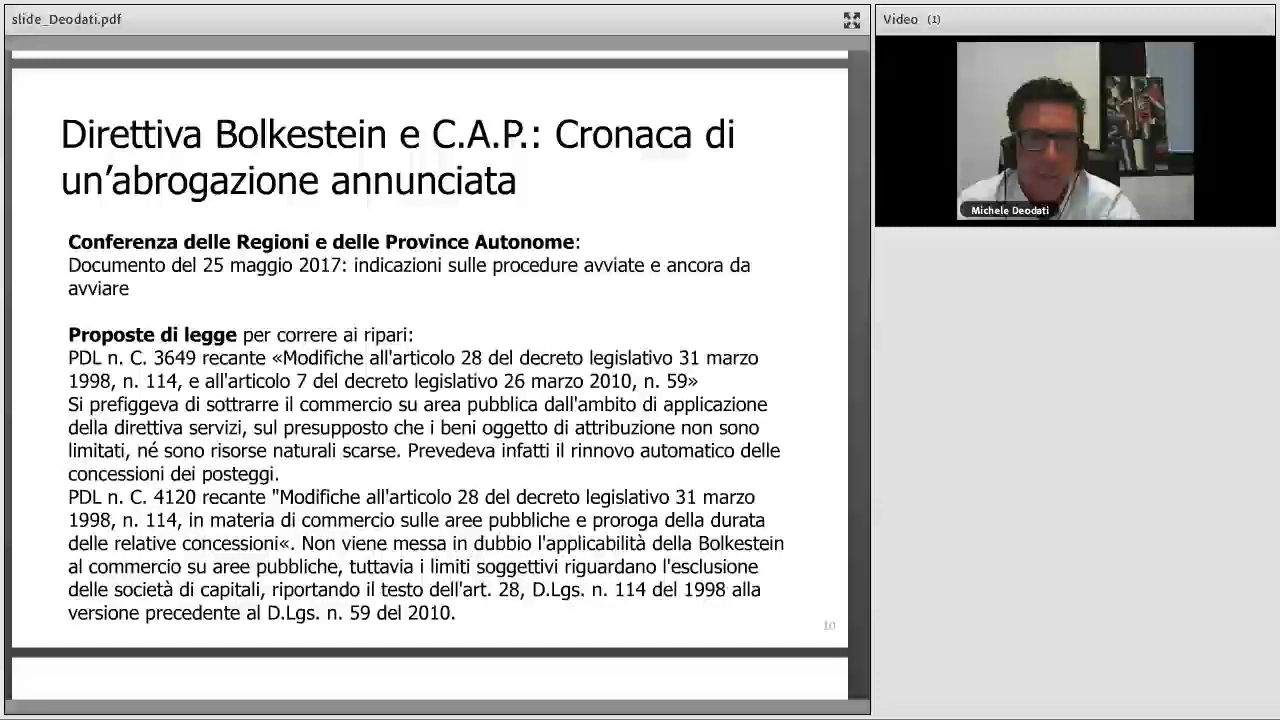 slide_Deodati.pdf
Video (1)
Direttiva Bolkestein e C.A.P.: Cronaca di
un’abrogazione annunciata
Conferenza delle Regioni e delle Province Autonome:
Documento del 25 maggio 2017: indicazioni sulle procedure avviate e ancora da
avviare
Proposte di legge per correre ai ripari:
PDL n. C. 3649 recante «Modifiche all'articolo 28 del decreto legislativo 31 marzo
1998, n. 114, e all'articolo 7 del decreto legislativo 26 marzo 2010, n. 59»
Si prefiggeva di sottrarre il commercio su area pubblica dall'ambito di applicazione
della direttiva servizi, sul presupposto che i beni oggetto di attribuzione non sono
limitati, né sono risorse naturali scarse. Prevedeva infatti il rinnovo automatico delle
concessioni dei posteggi.
PDL n. C. 4120 recante "Modifiche all'articolo 28 del decreto legislativo 31 marzo
1998, n. 114, in materia di commercio sulle aree pubbliche e proroga della durata
delle relative concessioni«. Non viene messa in dubbio l'applicabilità della Bolkestein
al commercio su aree pubbliche, tuttavia i limiti soggettivi riguardano l'esclusione
delle società di capitali, riportando il testo dell'art. 28, D.Lgs. n. 114 del 1998 alla
versione precedente al D.Lgs. n. 59 del 2010.
10
Michele Deodati